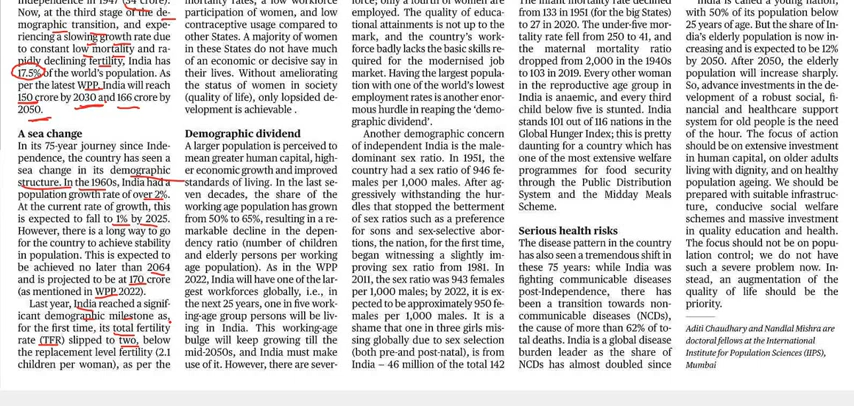 independence in 1947 (34 crore).
Now, at the third stage of the de-
mographic transition, and expe-
riencing a slowing growth rate due
to constant low mortality and ra-
pidly declining fertility, India has
17.5% of the world's population. As
per the latest WPP, India will reach
150 crore by 2030 and 166 crore by
2050.
A sea change
In its 75-year journey since Inde-
pendence, the country has seen a
sea change in its demographic
structure. In the 1960s, India had a
population growth rate of over 2%.
At the current rate of growth, this
is expected to fall to 1% by 2025.
However, there is a long way to go
for the country to achieve stability
in population. This is expected to
be achieved no later than 2064
and is projected to be at 170 crore
(as mentioned in WPP 2022).
Last year, India reached a signif-
icant demographic milestone as,
for the first time, its total fertility
rate (TFR) slipped to two, below
the replacement level fertility (2.1
children per woman), as per the
mortality rates, a low workforce
participation of women, and low
contraceptive usage compared to
other States. A majority of women
in these States do not have much
of an economic or decisive say in
their lives. Without ameliorating
the status of women in society
(quality of life), only lopsided de-
velopment is achievable .
Demographic dividend
A larger population is perceived to
mean greater human capital, high-
er economic growth and improved
standards of living. In the last se-
ven decades, the share of the
working age population has grown
from 50% to 65%, resulting in a re-
markable decline in the depen-
dency ratio (number of children
and elderly persons per working
age population). As in the WPP
2022, India will have one of the lar-
gest workforces globally, i.e., in
the next 25 years, one in five work-
ing-age group persons will be liv-
ing in India. This working-age
bulge will keep growing till the
mid-2050s, and India must make
use of it. However, there are sever-
force; only a fourth of women are
employed. The quality of educa-
tional attainments is not up to the
mark, and the country's work-
force badly lacks the basic skills re-
quired for the modernised job
market. Having the largest popula-
tion with one of the world's lowest
employment rates is another enor-
mous hurdle in reaping the 'demo-
graphic dividend'.
Another demographic concern
of independent India is the male-
dominant sex ratio. In 1951, the
country had a sex ratio of 946 fe-
males per 1,000 males. After ag-
gressively withstanding the hur-
dles that stopped the betterment
of sex ratios such as a preference
for sons and sex-selective abor-
tions, the nation, for the first time,
began witnessing a slightly im-
proving sex ratio from 1981. In
2011, the sex ratio was 943 females
per 1,000 males; by 2022, it is ex-
pected to be approximately 950 fe-
males per 1,000 males. It is a
shame that one in three girls mis-
sing globally due to sex selection
(both pre-and post-natal), is from
India – 46 million of the total 142
The infant mortality rate declined
from 133 in 1951 (for the big States)
to 27 in 2020. The under-five mor-
tality rate fell from 250 to 41, and
the maternal mortality ratio
dropped from 2,000 in the 1940s
to 103 in 2019. Every other woman
in the reproductive age group in
India is anaemic, and every third
child below five is stunted. India
stands 101 out of 116 nations in the
Global Hunger Index; this is pretty
daunting for a country which has
one of the most extensive welfare
programmes for food security
through the Public Distribution
System and the Midday Meals
Scheme.
Serious health risks
The disease pattern in the country
has also seen a tremendous shift in
these 75 years: while India was
fighting communicable diseases
post-Independence, there has
been a transition towards non-
communicable diseases (NCDs),
the cause of more than 62% of to-
tal deaths. India is a global disease
burden leader as the share of
NCDs has almost doubled since
India is called a young nation,
with 50% of its population below
25 years of age. But the share of In-
dia's elderly population is now in-
creasing and is expected to be 12%
by 2050. After 2050, the elderly
population will increase sharply.
So, advance investments in the de-
velopment of a robust social, fi-
nancial and healthcare support
system for old people is the need
of the hour. The focus of action
should be on extensive investment
in human capital, on older adults
living with dignity, and on healthy
population ageing. We should be
prepared with suitable infrastruc-
ture, conducive social welfare
schemes and massive investment
in quality education and health.
The focus should not be on popu-
lation control; we do not have
such a severe problem now. In-
stead, an augmentation of the
quality of life should be the
priority.
Aditi Chaudhary and Nandlal Mishra are
doctoral fellows at the International
Institute for Population Sciences (IIPS),
Mumbai